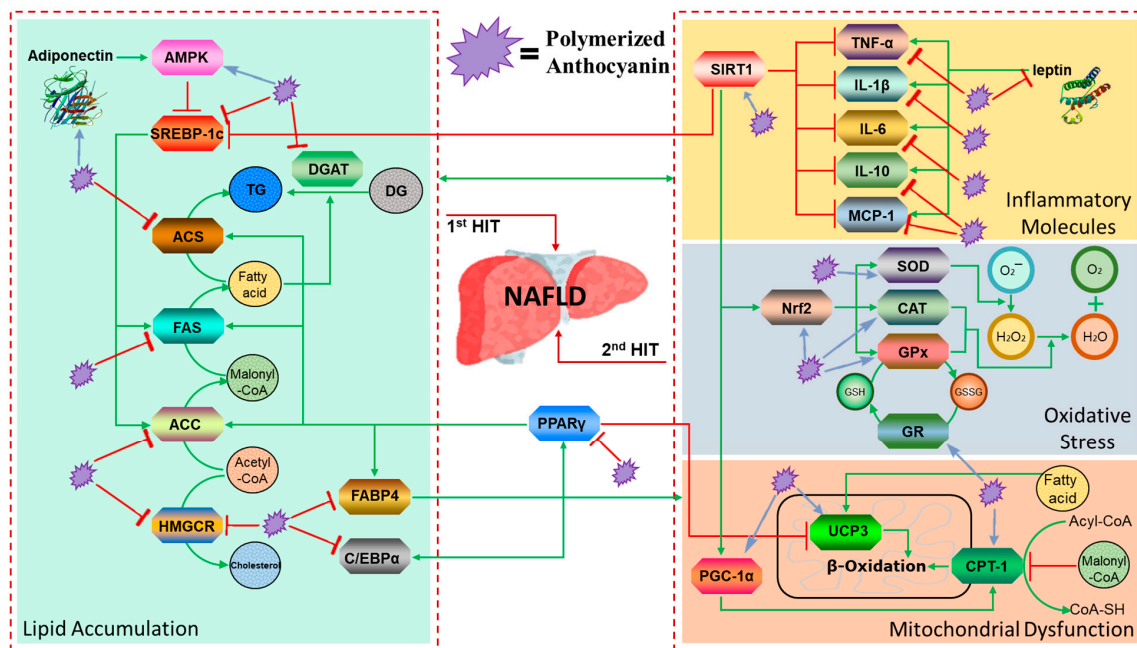 = Polymerized
Anthocyanin
Adiponectin
AMPK
SREBP-1c
DGAT
TG
DG
ACS
Fatty
acid
FAS
Malonyl
-CoA
ACC
Acetyl
-CoA
HMGCR
FABP4
C/EBPα
Cholesterol
Lipid Accumulation
1st HIT
NAFLD
2nd HIT
PPARγ
SIRT1
TNF-α
IL-1β
IL-6
IL-10
MCP-1
leptin
Inflammatory
Molecules
Nrf2
SOD
CAT
GPx
GSH
GSSG
GR
O₂⁻
O₂
+
H₂O₂
H₂O
Oxidative
Stress
UCP3
β-Oxidation
PGC-1α
CPT-1
Fatty
acid
Acyl-CoA
Malonyl
-CoA
CoA-SH
Mitochondrial Dysfunction